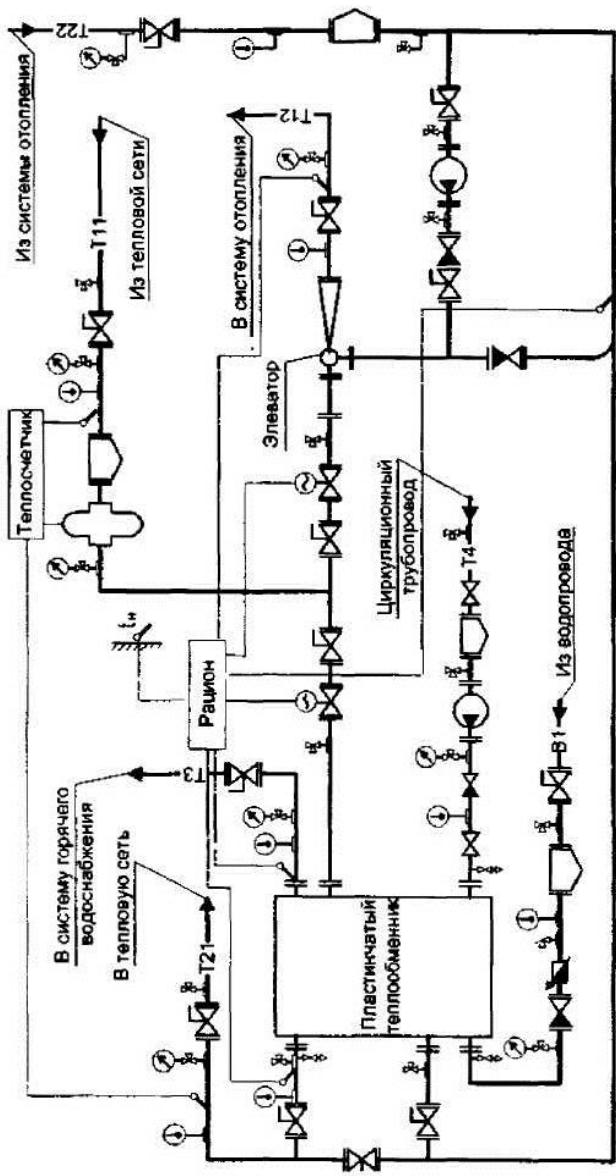 Из системы отопления
Т22
Из тепловой сети
Т11
Теплосчетчик
В систему отопления
Т12
Элеватор
tн
Рацион
Циркуляционный
трубопровод
Т4
Из водопровода
В1
Т3
В систему горячего
водоснабжения
В тепловую сеть
Т21
Пластинчатый
теплообменник